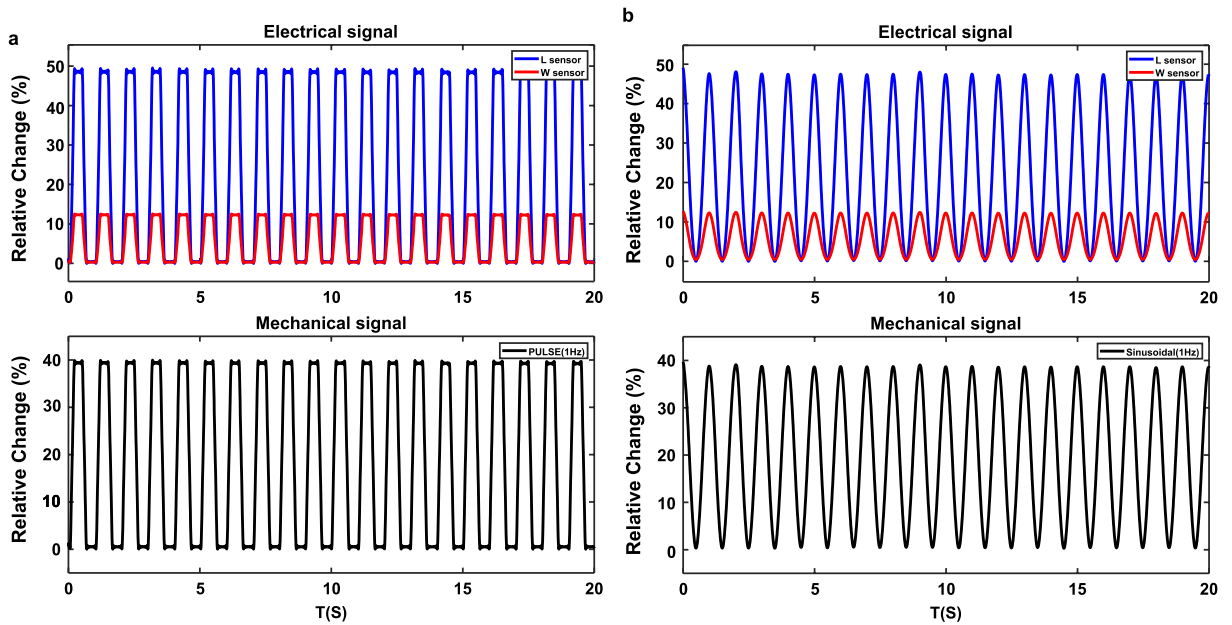 a
Electrical signal
Relative Change (%)
50
40
30
20
10
0
L sensor
W sensor
0 5 10 15 20
Mechanical signal
Relative Change (%)
40
30
20
10
0
PULSE(1Hz)
0 5 10 15 20
T(S)
b
Electrical signal
Relative Change (%)
50
40
30
20
10
0
L sensor
W sensor
0 5 10 15 20
Mechanical signal
Relative Change (%)
40
30
20
10
0
Sinusoidal(1Hz)
0 5 10 15 20
T(S)